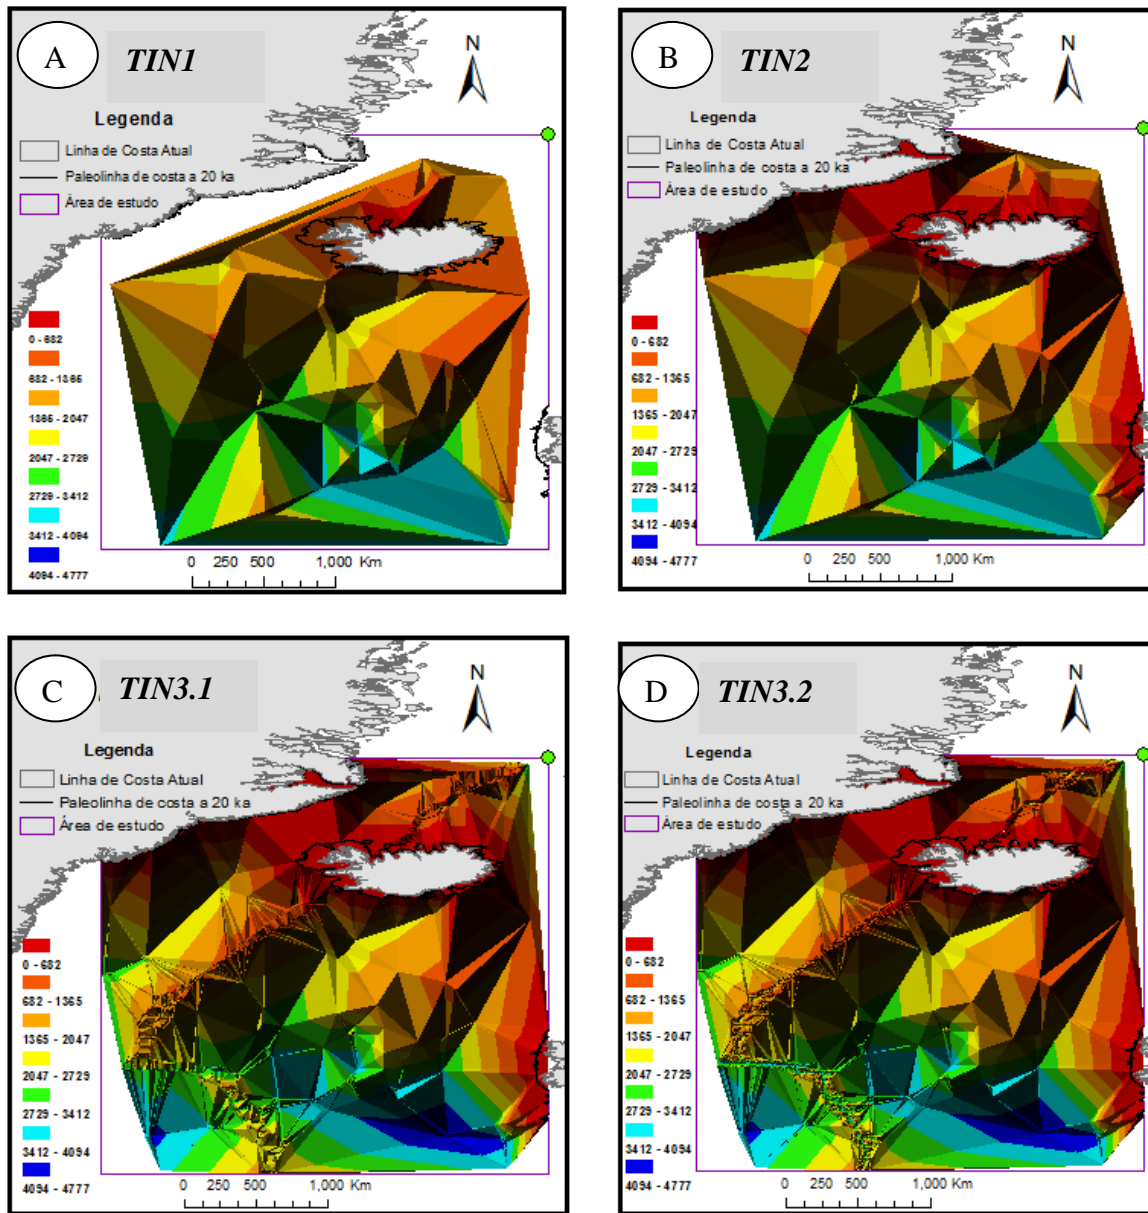 A
TIN1
N
Legenda
Linha de Costa Atual
Paleolinha de costa a 20 ka
Área de estudo
0 - 682
682 - 1365
1365 - 2047
2047 - 2729
2729 - 3412
3412 - 4094
4094 - 4777
0 250 500 1,000 Km
B
TIN2
N
Legenda
Linha de Costa Atual
Paleolinha de costa a 20 ka
Área de estudo
0 - 682
682 - 1365
1365 - 2047
2047 - 2729
2729 - 3412
3412 - 4094
4094 - 4777
0 250 500 1,000 Km
C
TIN3.1
N
Legenda
Linha de Costa Atual
Paleolinha de costa a 20 ka
Área de estudo
0 - 682
682 - 1365
1365 - 2047
2047 - 2729
2729 - 3412
3412 - 4094
4094 - 4777
0 250 500 1,000 Km
D
TIN3.2
N
Legenda
Linha de Costa Atual
Paleolinha de costa a 20 ka
Área de estudo
0 - 682
682 - 1365
1365 - 2047
2047 - 2729
2729 - 3412
3412 - 4094
4094 - 4777
0 250 500 1,000 Km